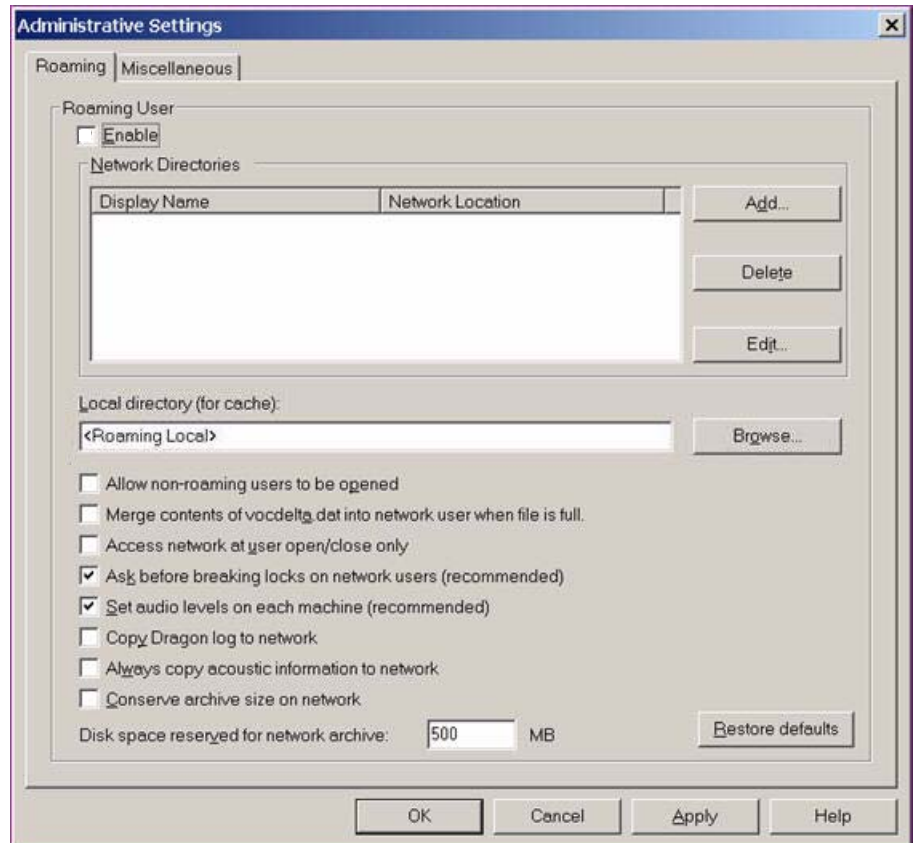 Administrative Settings
Roaming Miscellaneous
Roaming User
Enable
Network Directories
Display Name Network Location
Add...
Delete
Edit...
Local directory (for cache):
<Roaming Local> Browse...
Allow non-roaming users to be opened
Merge contents of vocdelta.dat into network user when file is full.
Access network at user open/close only
Ask before breaking locks on network users (recommended)
Set audio levels on each machine (recommended)
Copy Dragon log to network
Always copy acoustic information to network
Conserve archive size on network
Disk space reserved for network archive: 500 MB Restore defaults
OK Cancel Apply Help